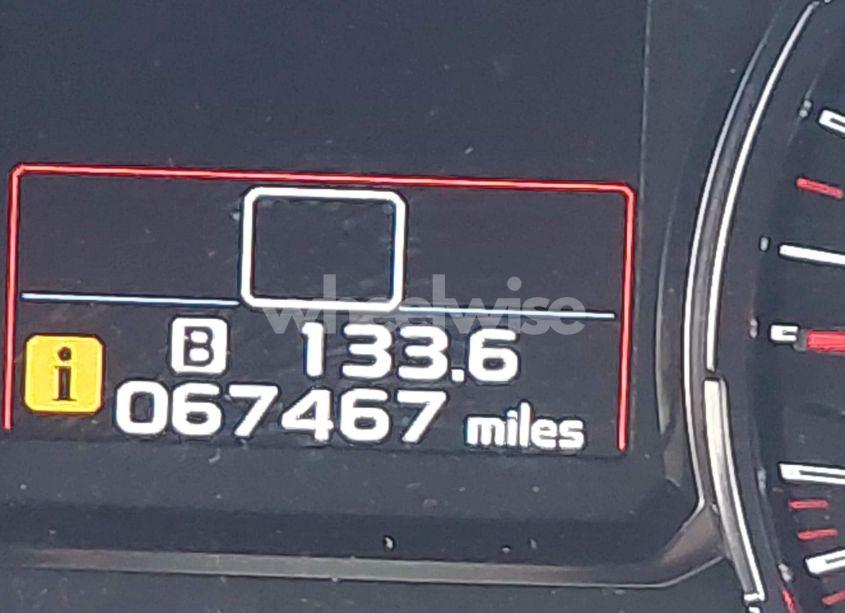 wheelwise
B 133.6
i 067467 miles
C